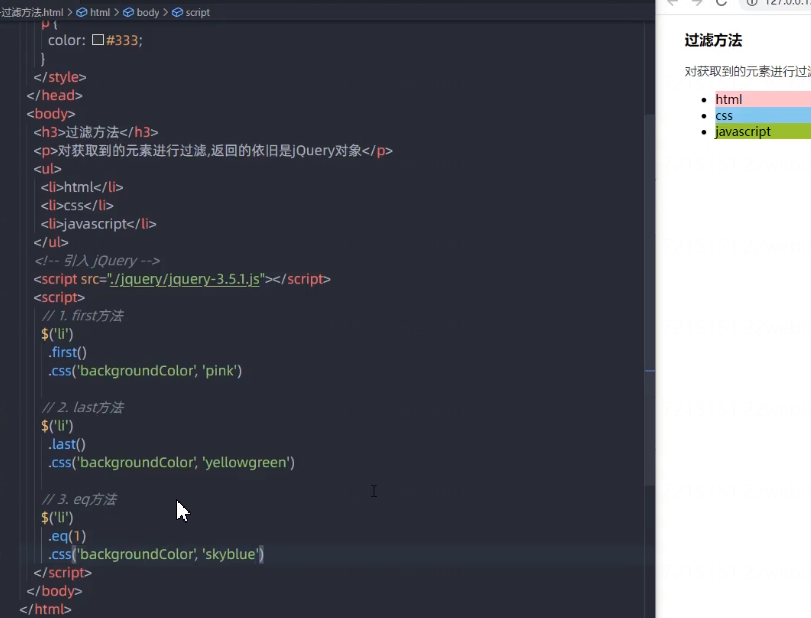 过滤方法.html > html > body > script
p {
color: #333;
}
</style>
</head>
<body>
<h3>过滤方法</h3>
<p>对获取到的元素进行过滤,返回的依旧是jQuery对象</p>
<ul>
<li>html</li>
<li>css</li>
<li>javascript</li>
</ul>
<!-- 引入 jQuery -->
<script src="./jquery/jquery-3.5.1.js"></script>
<script>
// 1. first方法
$('li')
.first()
.css('backgroundColor', 'pink')
// 2. last方法
$('li')
.last()
.css('backgroundColor', 'yellowgreen')
// 3. eq方法
$('li')
.eq(1)
.css('backgroundColor', 'skyblue')
</script>
</body>
</html>
127.0.0.1
过滤方法
对获取到的元素进行过
html
css
javascript